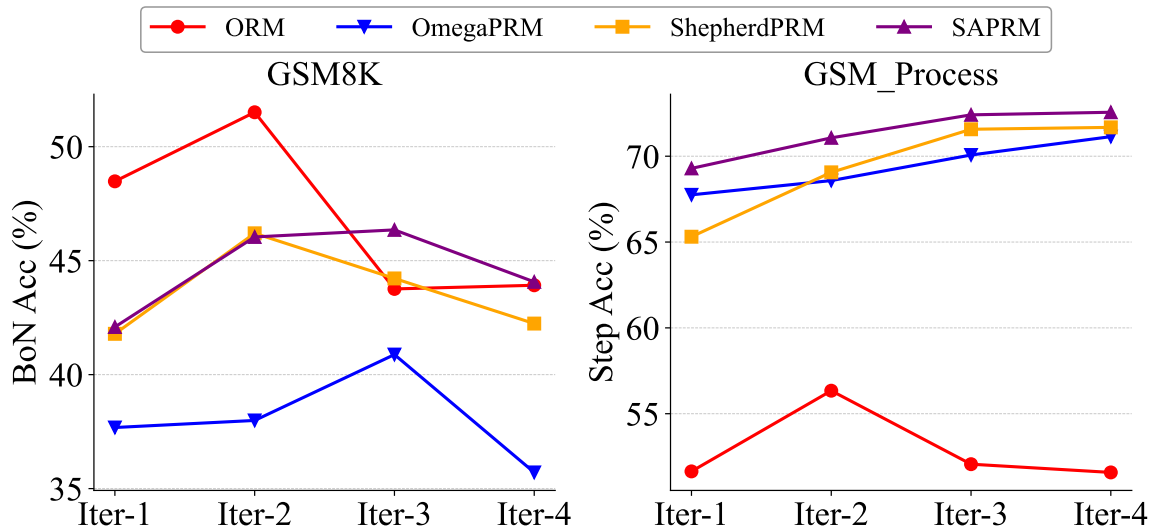 ORM OmegaPRM ShepherdPRM SAPRM
GSM8K
BoN Acc (%)
50
45
40
35
Iter-1 Iter-2 Iter-3 Iter-4
GSM_Process
Step Acc (%)
70
65
60
55
Iter-1 Iter-2 Iter-3 Iter-4